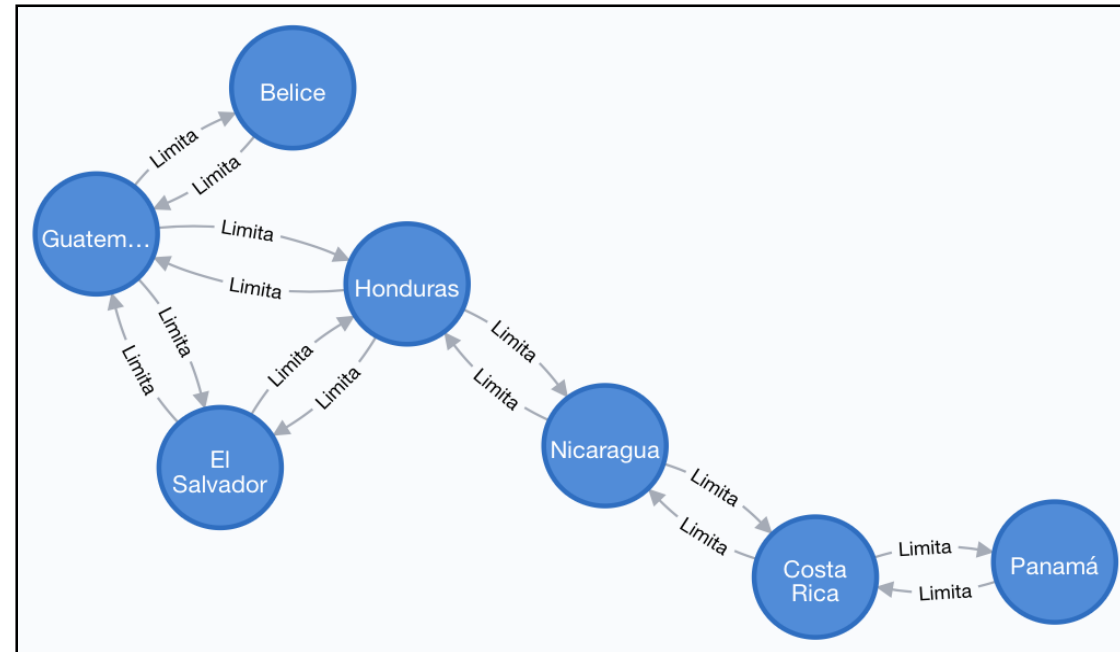 Belice
Limita
Limita
Guatem...
Limita
Limita
Honduras
Limita
Limita
Limita
Limita
El
Salvador
Limita
Limita
Nicaragua
Limita
Limita
Costa
Rica
Limita
Limita
Panamá